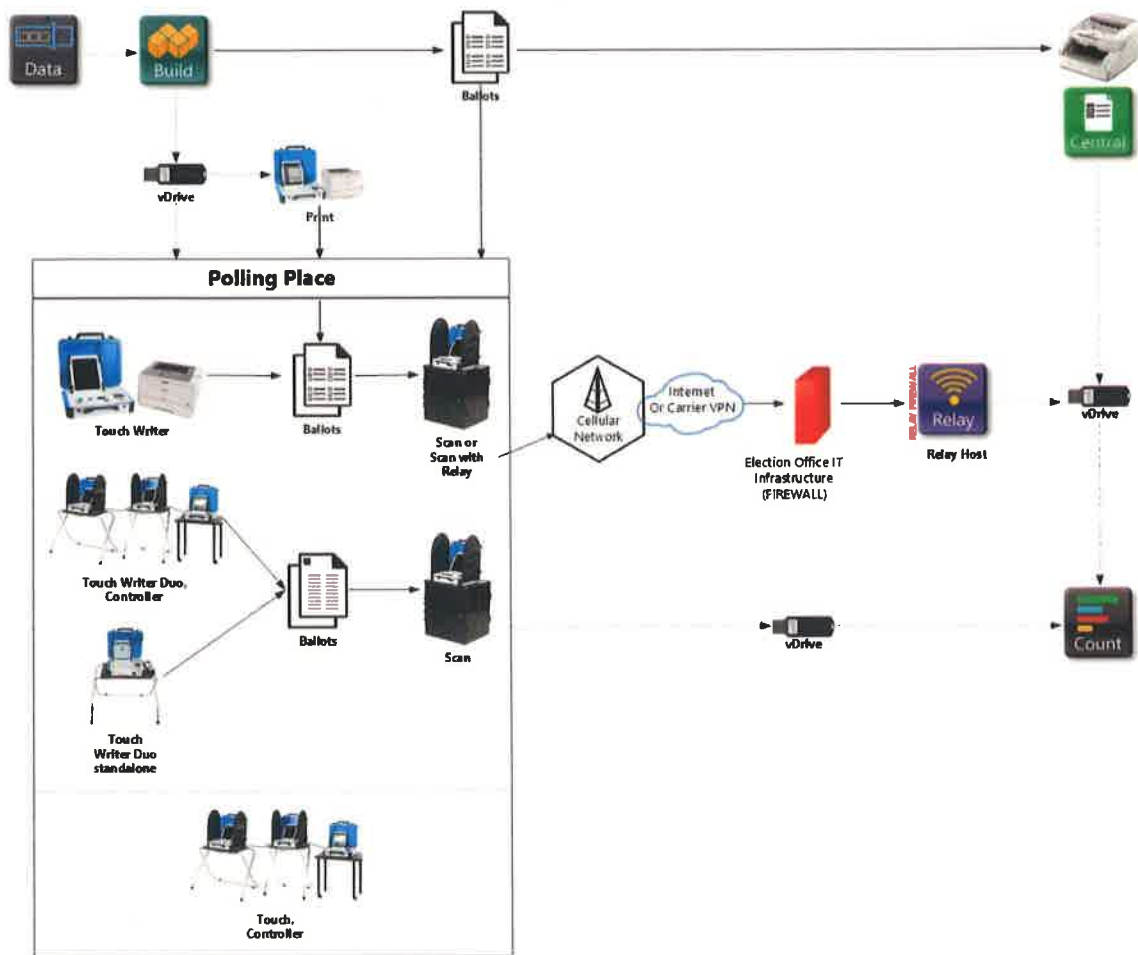 Data
Build
Ballots
Central
vDrive
Print
Polling Place
Touch Writer
Ballots
Scan or
Scan with
Relay
Cellular
Network
Internet
Or Carrier VPN
Election Office IT
Infrastructure
(FIREWALL)
RELAY FIREWALL
Relay
Relay Host
vDrive
Touch Writer Duo,
Controller
Ballots
Scan
vDrive
Count
Touch
Writer Duo
standalone
Touch,
Controller